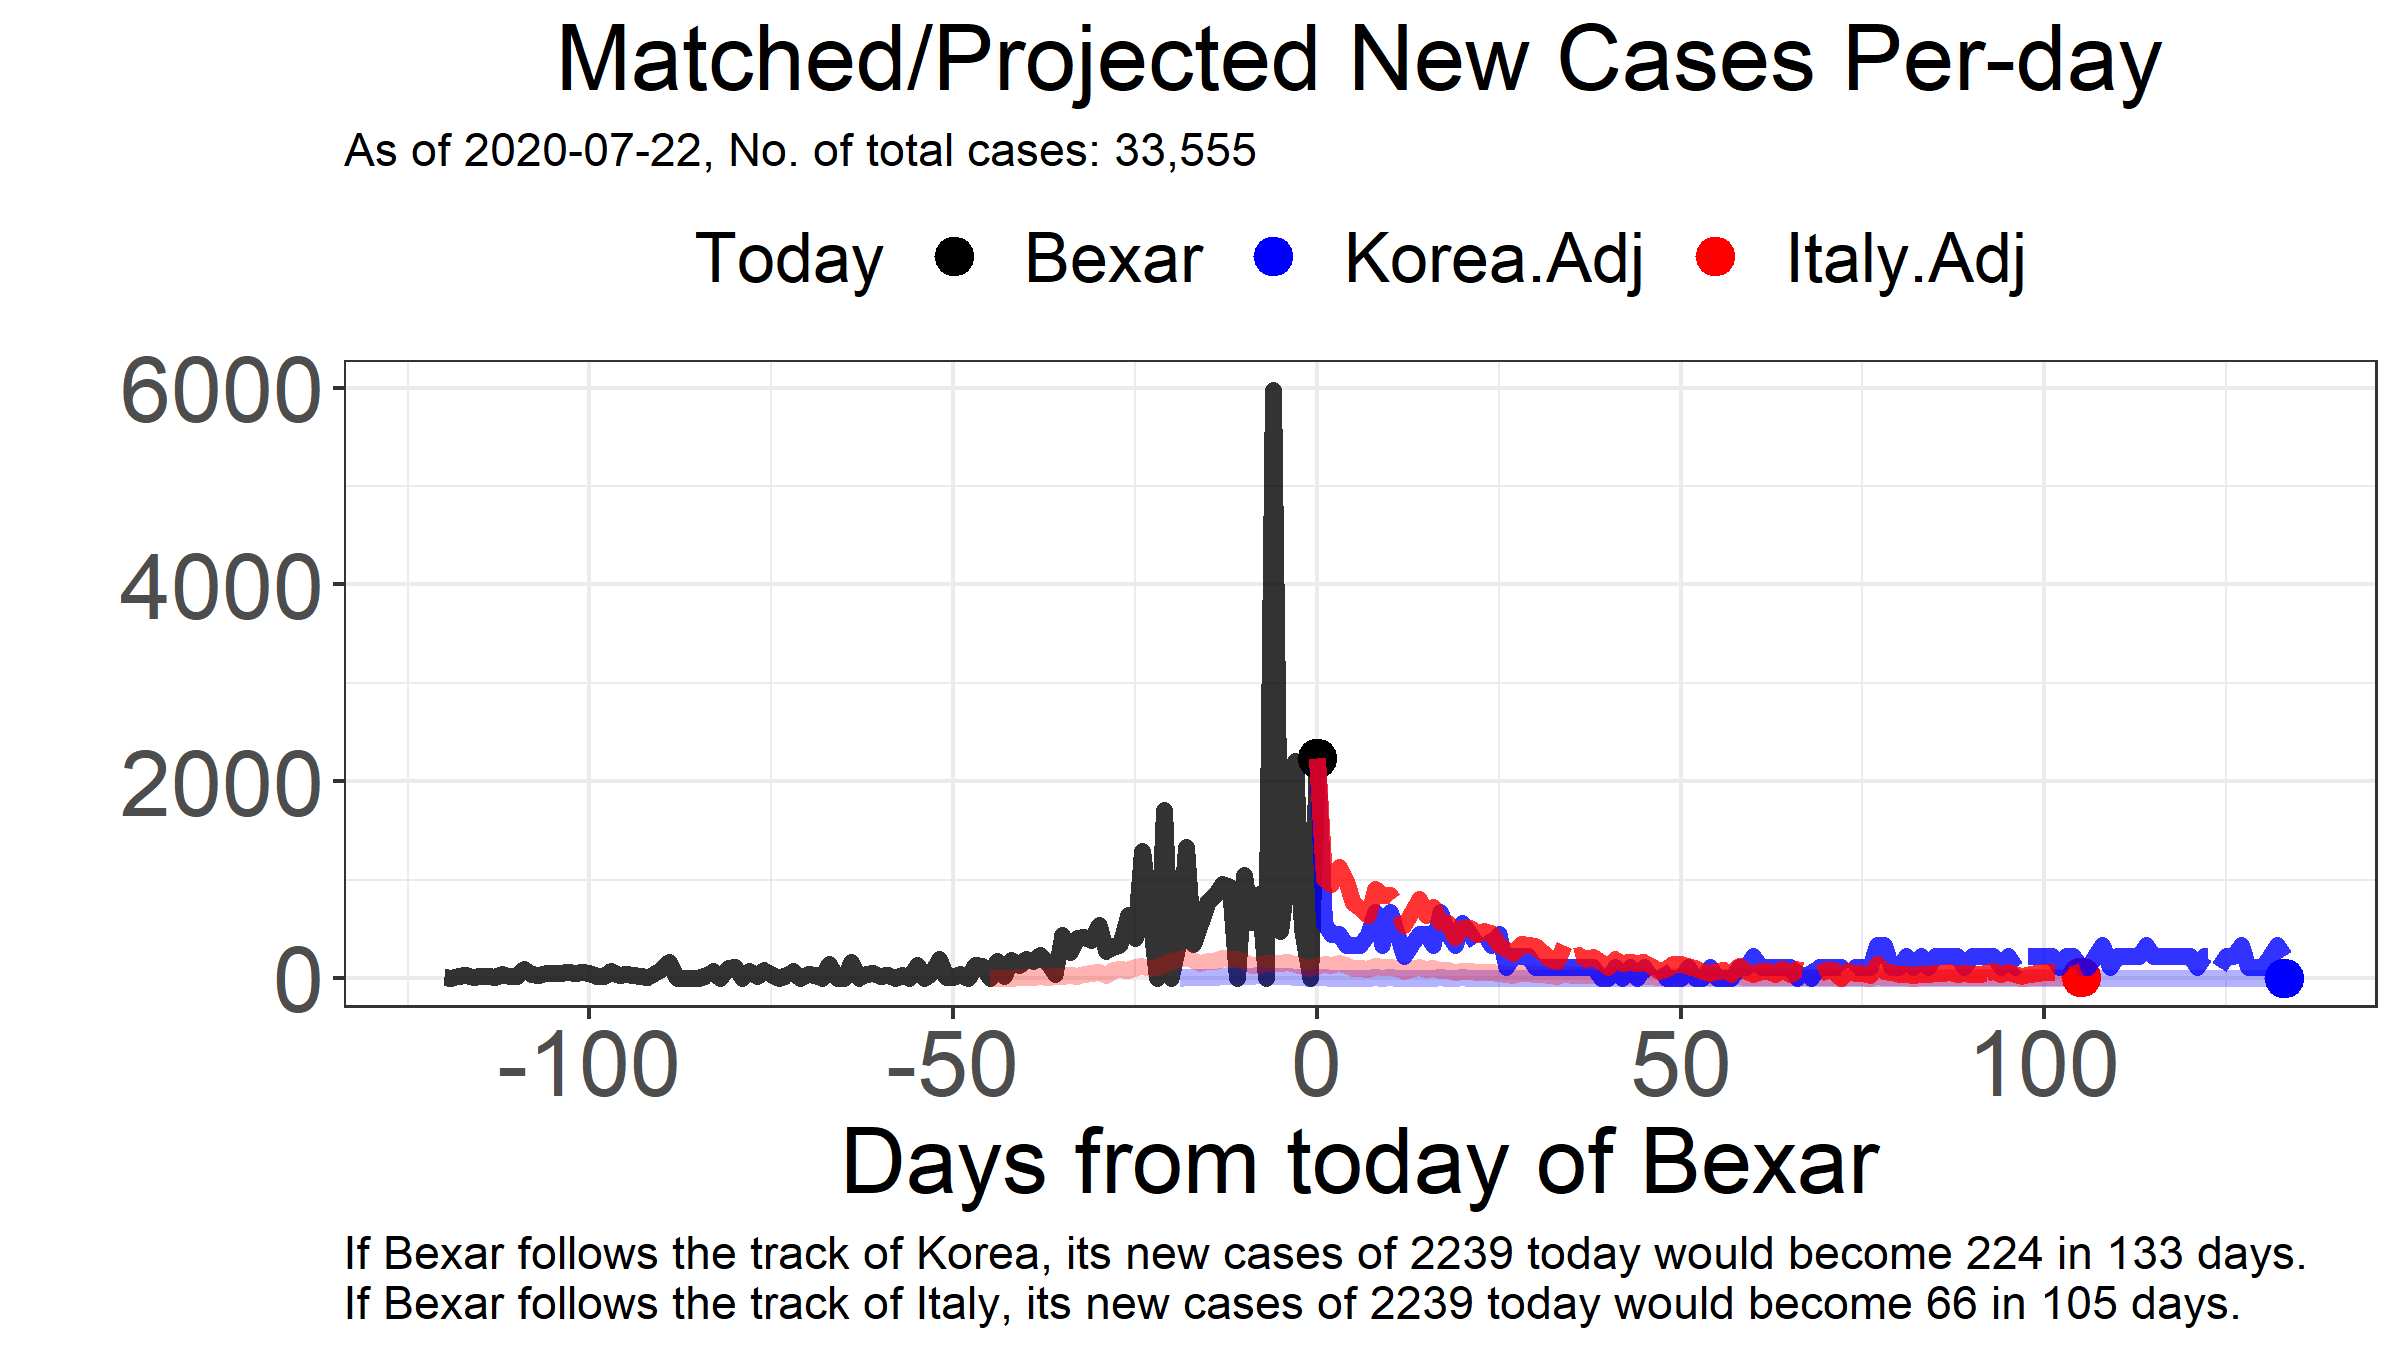 Matched/Projected New Cases Per-day
As of 2020-07-22, No. of total cases: 33,555
Today Bexar Korea.Adj Italy.Adj
6000
4000
2000
0
-100 -50 0 50 100
Days from today of Bexar
If Bexar follows the track of Korea, its new cases of 2239 today would become 224 in 133 days.
If Bexar follows the track of Italy, its new cases of 2239 today would become 66 in 105 days.